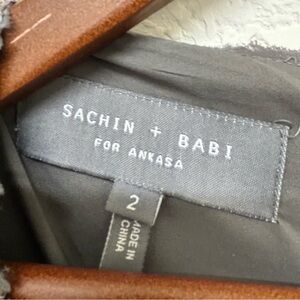 SACHIN + BABI
FOR ANKASA
2
MADE IN
CHINA